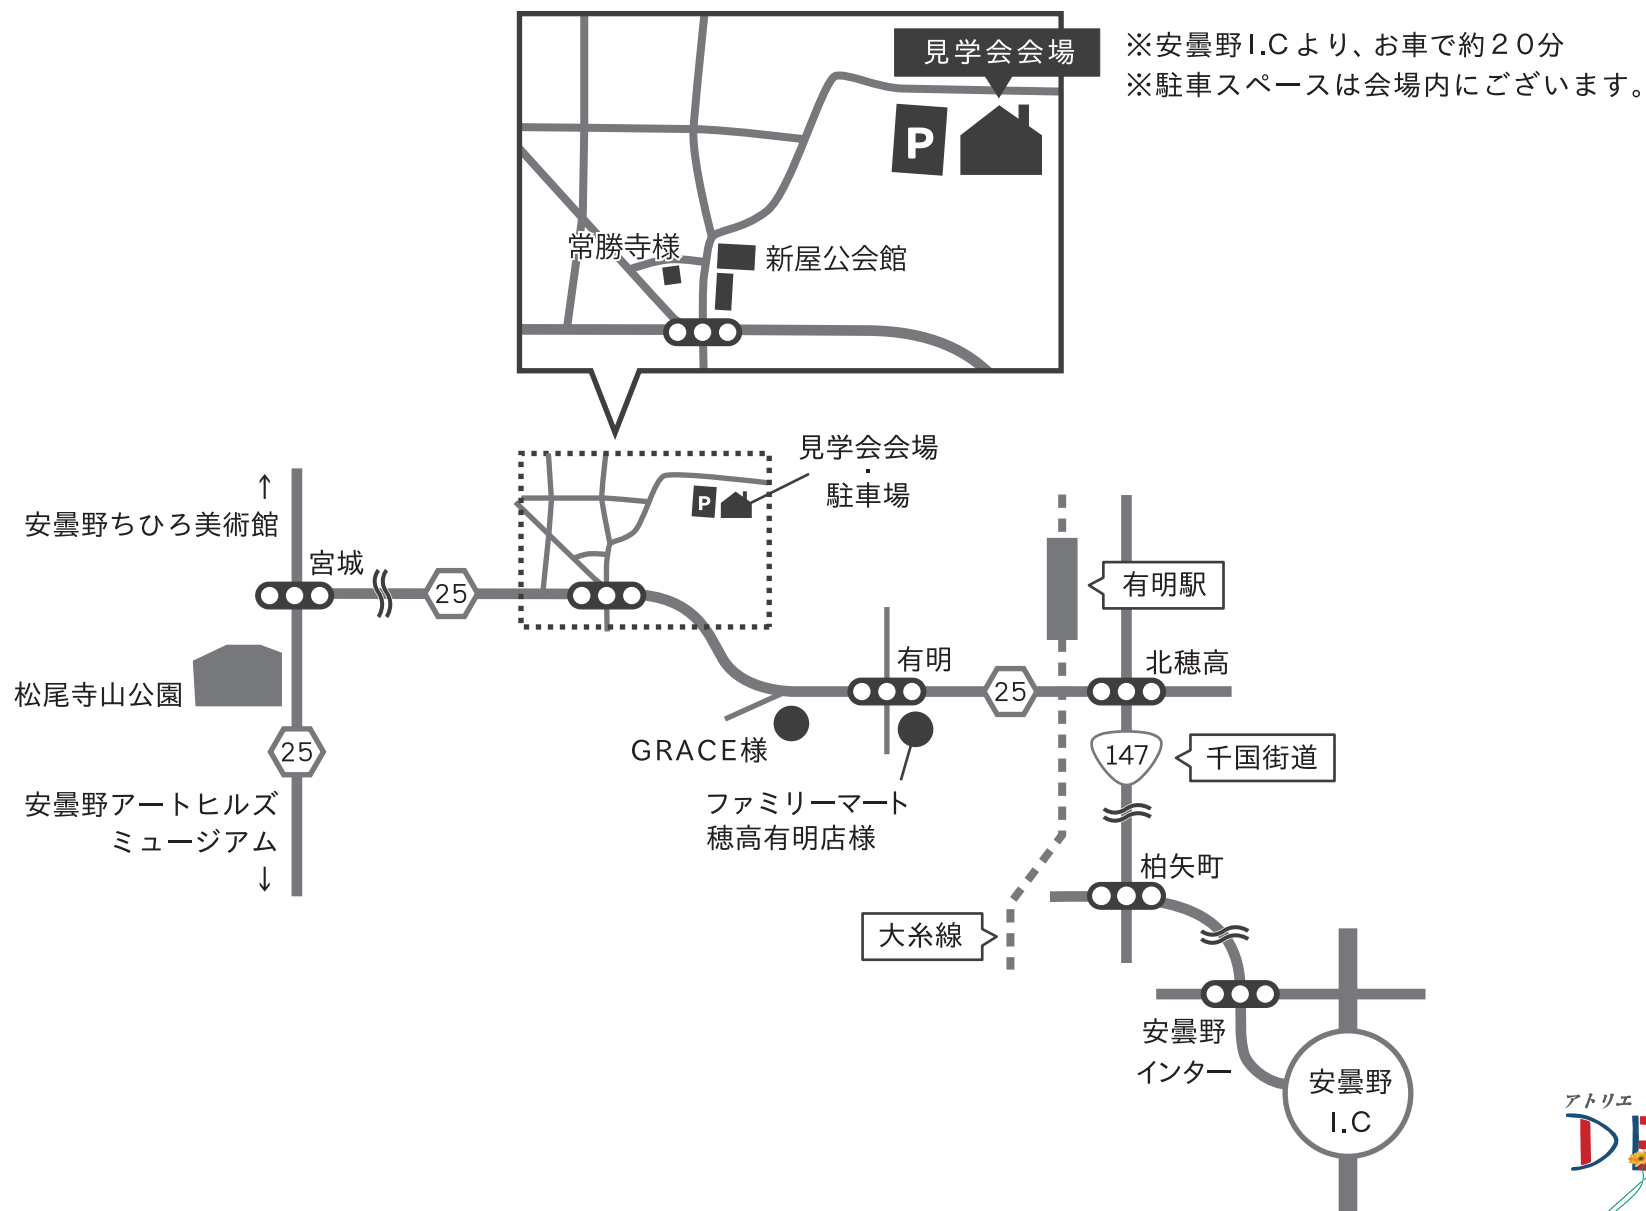 見学会会場
※安曇野I.Cより、お車で約20分
※駐車スペースは会場内にございます。
P
常勝寺様
新屋公会館
見学会会場
・
駐車場
P
↑
安曇野ちひろ美術館
宮城
25
有明駅
松尾寺山公園
有明
25
北穂高
25
GRACE様
147
千国街道
安曇野アートヒルズ
ミュージアム
↓
ファミリーマート
穂高有明店様
柏矢町
大糸線
安曇野
インター
安曇野
I.C
アトリエ